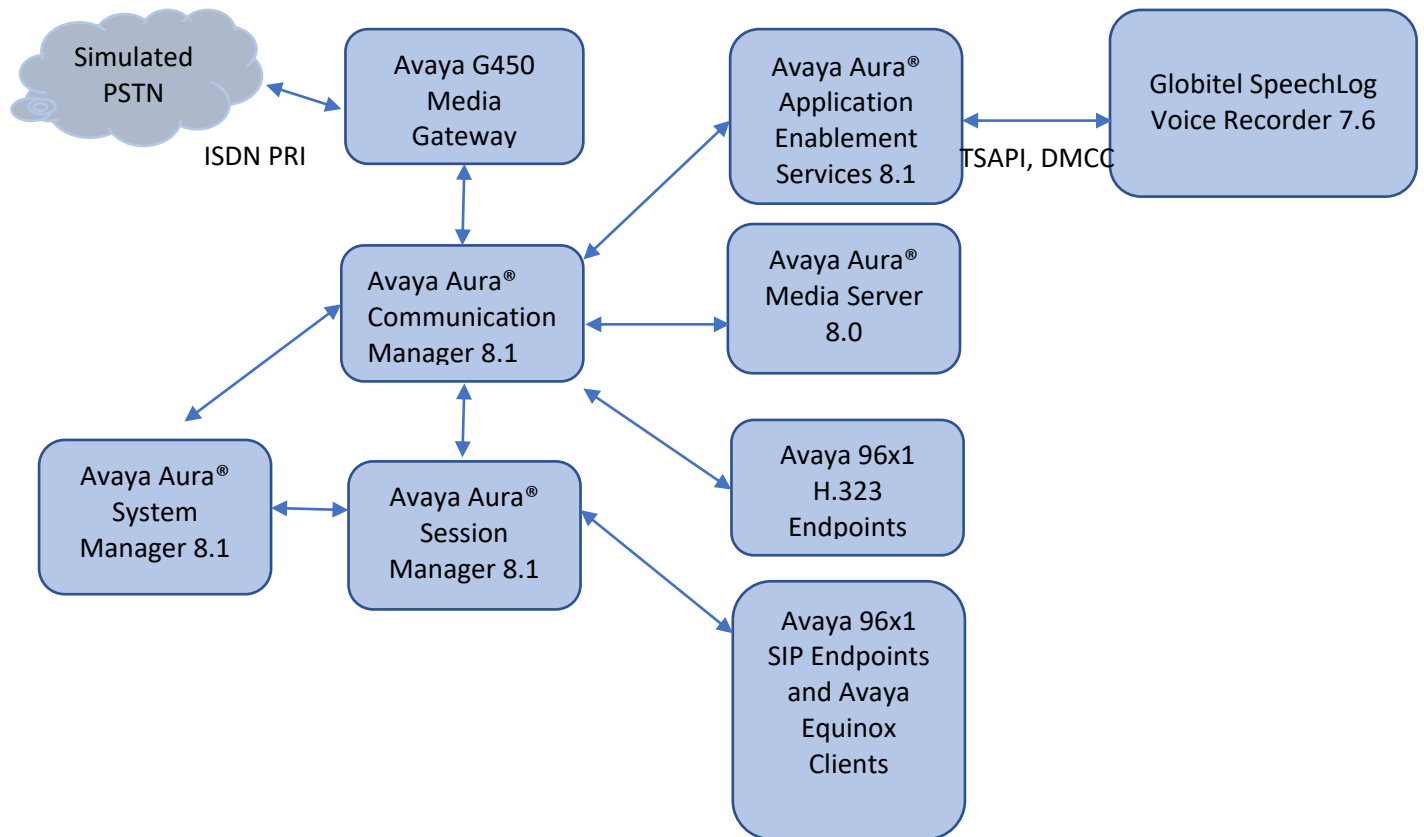 Simulated
PSTN
ISDN PRI
Avaya G450
Media
Gateway
Avaya Aura®
Application
Enablement
Services 8.1
TSAPI, DMCC
Globitel SpeechLog
Voice Recorder 7.6
Avaya Aura®
Communication
Manager 8.1
Avaya Aura®
Media Server
8.0
Avaya Aura®
System
Manager 8.1
Avaya Aura®
Session
Manager 8.1
Avaya 96x1
H.323
Endpoints
Avaya 96x1
SIP Endpoints
and Avaya
Equinox
Clients